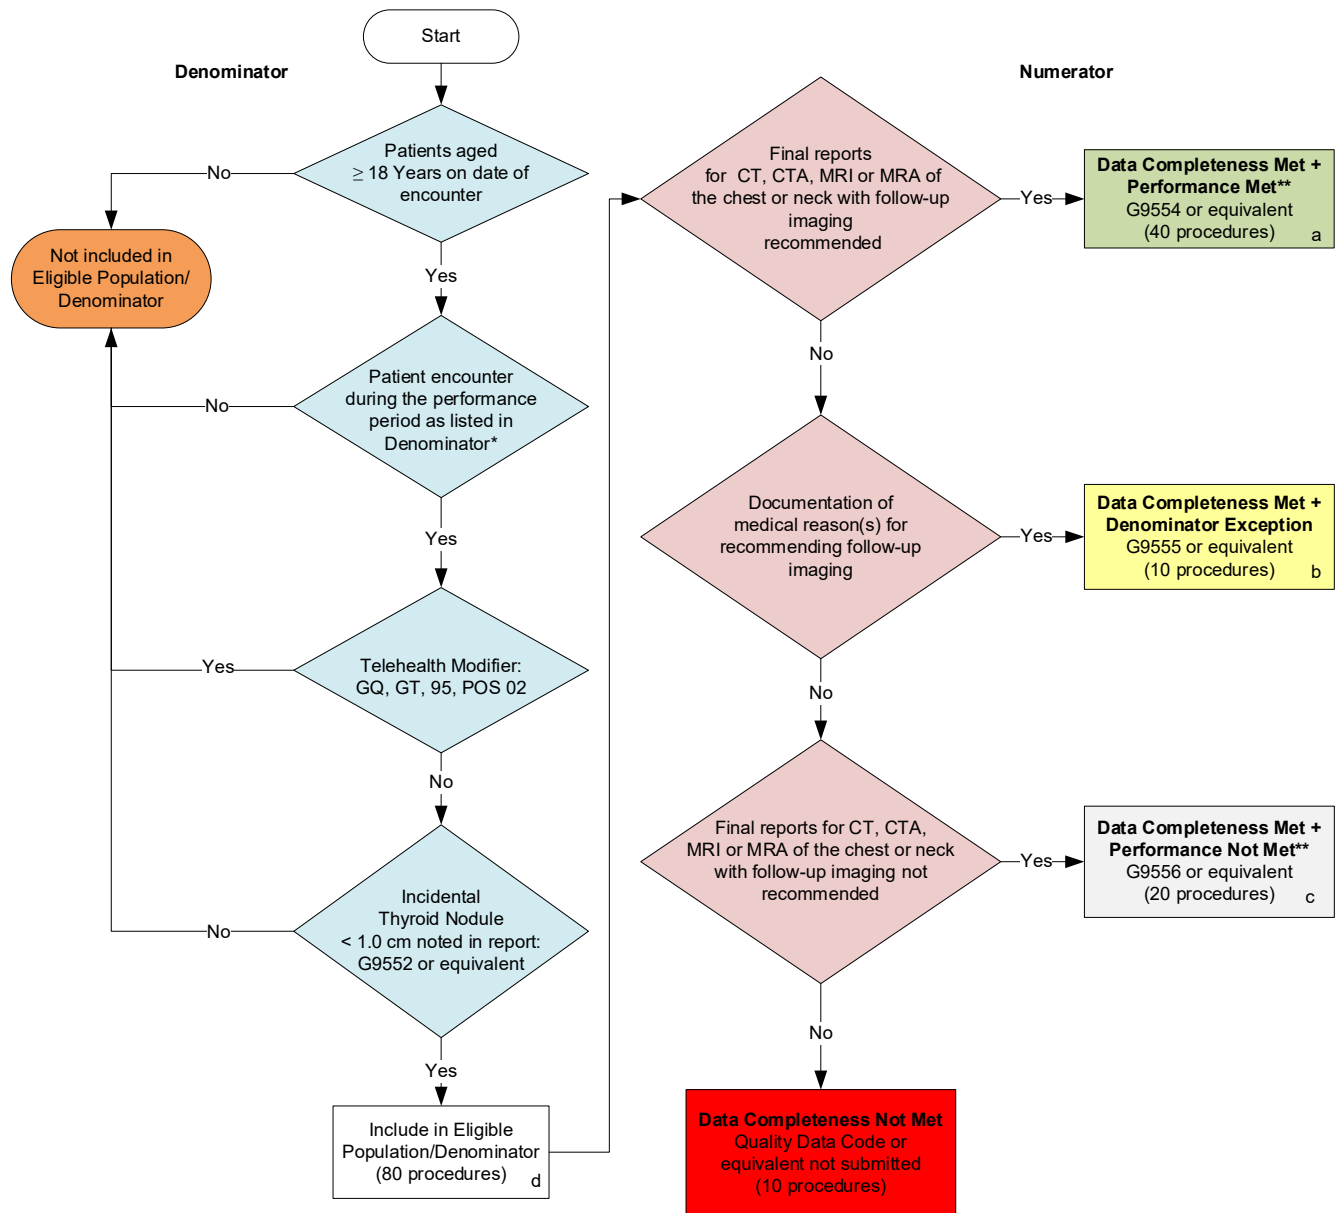 Start
Denominator
Numerator
Patients aged
≥ 18 Years on date of
encounter
No
Yes
Not included in
Eligible Population/
Denominator
Patient encounter
during the performance
period as listed in
Denominator*
No
Yes
Telehealth Modifier:
GQ, GT, 95, POS 02
Yes
No
Incidental
Thyroid Nodule
< 1.0 cm noted in report:
G9552 or equivalent
No
Yes
Include in Eligible
Population/Denominator
(80 procedures)
d
Final reports
for CT, CTA, MRI or MRA of
the chest or neck with follow-up
imaging
recommended
Yes
Data Completeness Met +
Performance Met**
G9554 or equivalent
(40 procedures)
a
No
Documentation of
medical reason(s) for
recommending follow-up
imaging
Yes
Data Completeness Met +
Denominator Exception
G9555 or equivalent
(10 procedures)
b
No
Final reports for CT, CTA,
MRI or MRA of the chest or neck
with follow-up imaging not
recommended
Yes
Data Completeness Met +
Performance Not Met**
G9556 or equivalent
(20 procedures)
c
No
Data Completeness Not Met
Quality Data Code or
equivalent not submitted
(10 procedures)